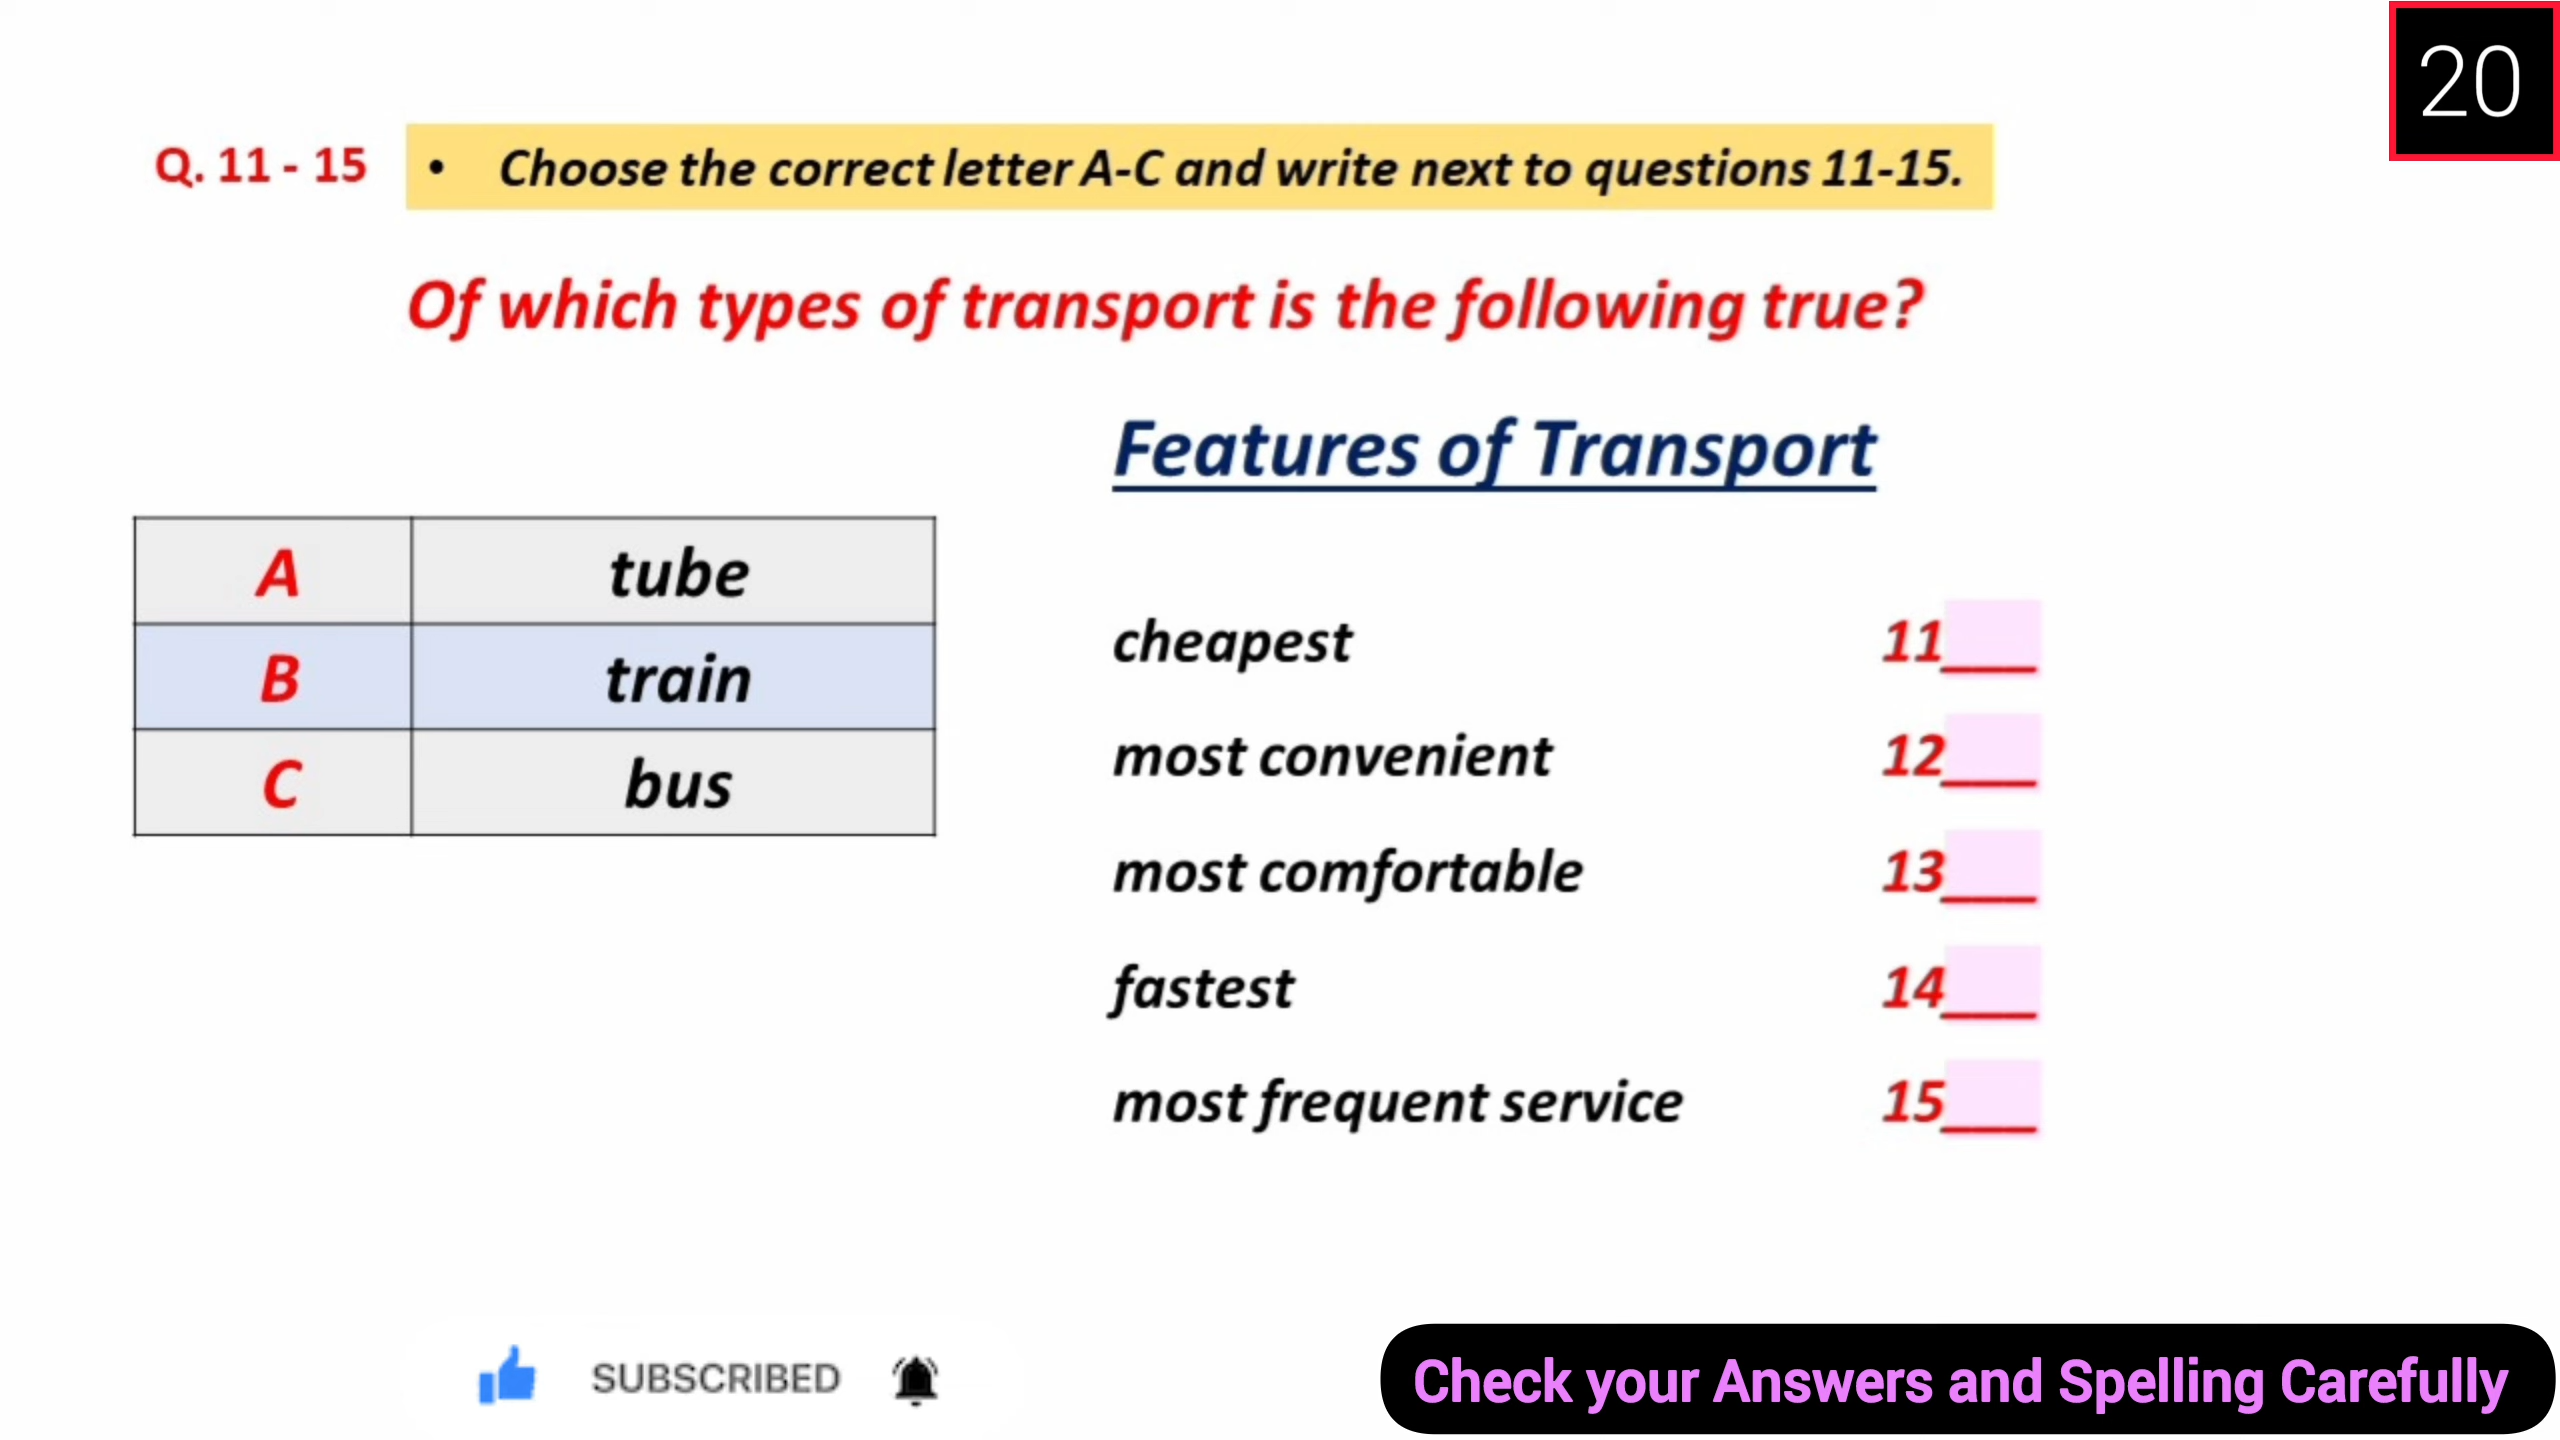 20
Q. 11 - 15
• Choose the correct letter A-C and write next to questions 11-15.
Of which types of transport is the following true?
Features of Transport
A tube
B train
C bus
cheapest 11___
most convenient 12___
most comfortable 13___
fastest 14___
most frequent service 15___
SUBSCRIBED
Check your Answers and Spelling Carefully